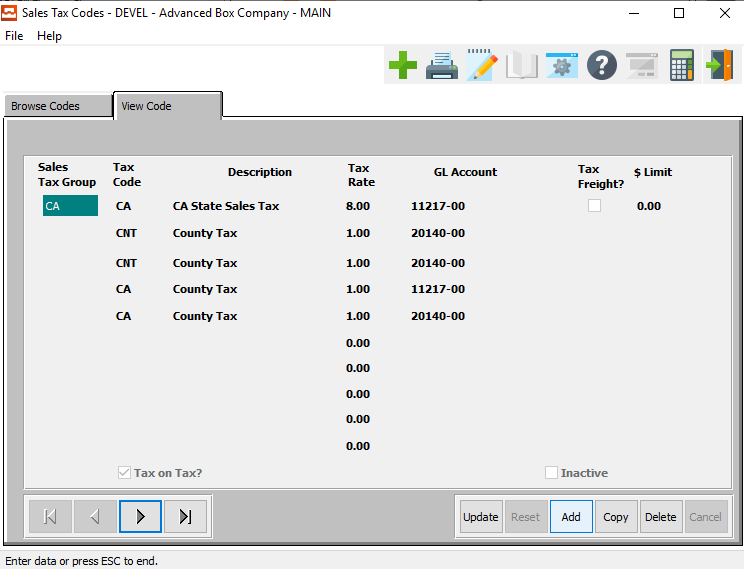 Sales Tax Codes - DEVEL - Advanced Box Company - MAIN
File Help
Browse Codes View Code
Sales Tax Group Tax Code Description Tax Rate GL Account Tax Freight? $ Limit
CA CA CA State Sales Tax 8.00 11217-00 0.00
CNT County Tax 1.00 20140-00
CNT County Tax 1.00 20140-00
CA County Tax 1.00 11217-00
CA County Tax 1.00 20140-00
0.00
0.00
0.00
0.00
0.00
Tax on Tax? Inactive
Update Reset Add Copy Delete Cancel
Enter data or press ESC to end.